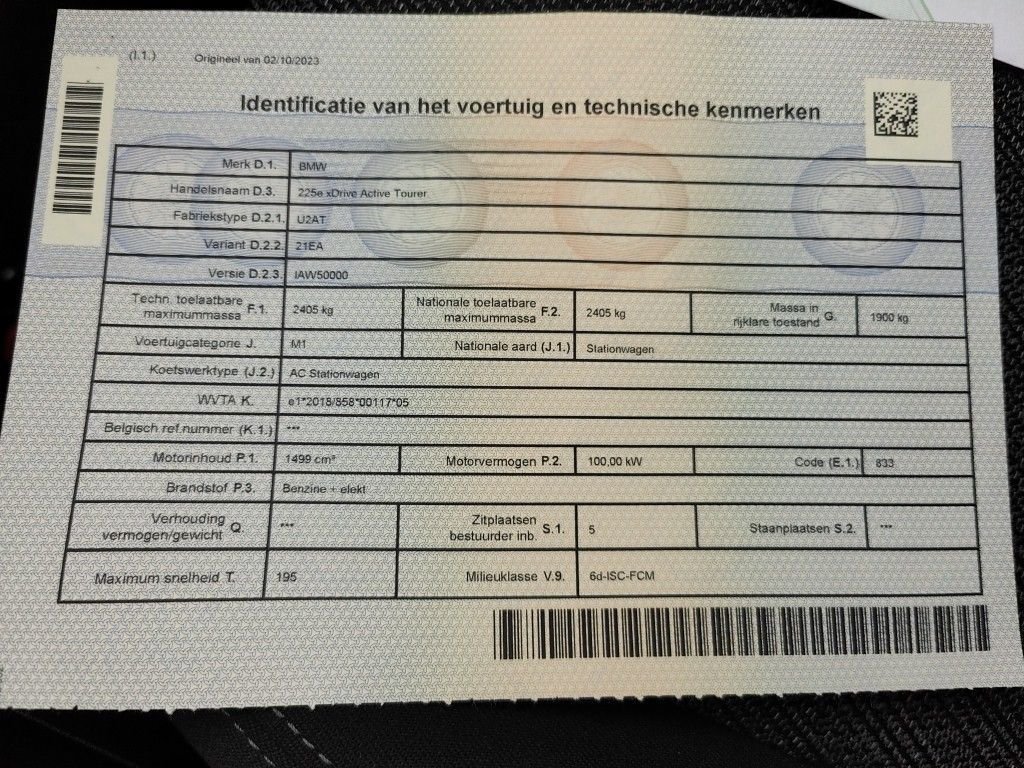 (I.1.) Origineel van 02/10/2023
Identificatie van het voertuig en technische kenmerken
Merk D.1. BMW
Handelsnaam D.3. 225e xDrive Active Tourer
Fabriekstype D.2.1. U2AT
Variant D.2.2. 21EA
Versie D.2.3. IAW50000
Techn. toelaatbare maximummassa F.1. 2405 kg Nationale toelaatbare maximummassa F.2. 2405 kg Massa in rijklare toestand G. 1900 kg
Voertuigcategorie J. M1 Nationale aard (J.1.) Stationwagen
Koetswerktype (J.2.) AC Stationwagen
WVTA K. e1*2018/858*00117*05
Belgisch ref.nummer (K.1.) ***
Motorinhoud P.1. 1499 cm³ Motorvermogen P.2. 100,00 kW Code (E.1.) 833
Brandstof P.3. Benzine + elekt
Verhouding vermogen/gewicht Q. *** Zitplaatsen bestuurder inb. S.1. 5 Staanplaatsen S.2. ***
Maximum snelheid T. 195 Milieuklasse V.9. 6d-ISC-FCM